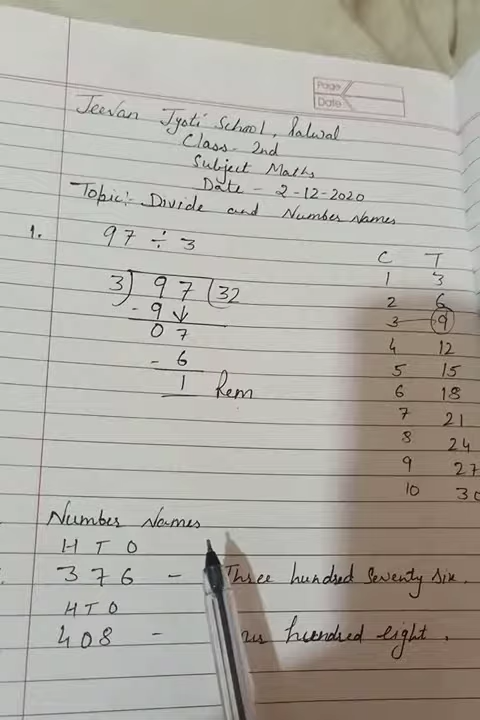 Page
Date
Jeevan Jyoti School, Palwal
Class - 2nd
Subject Maths
Date - 2-12-2020
Topic:- Divide and Number Names
1. 97 ÷ 3
3) 97 (32
- 9 ↓
0 7
- 6
1 Rem
C T
1 3
2 6
3 - 9
4 12
5 15
6 18
7 21
8 24
9 27
10 30
Number Names
H T O
376 - Three hundred seventy six.
H T O
408 - hundred eight.